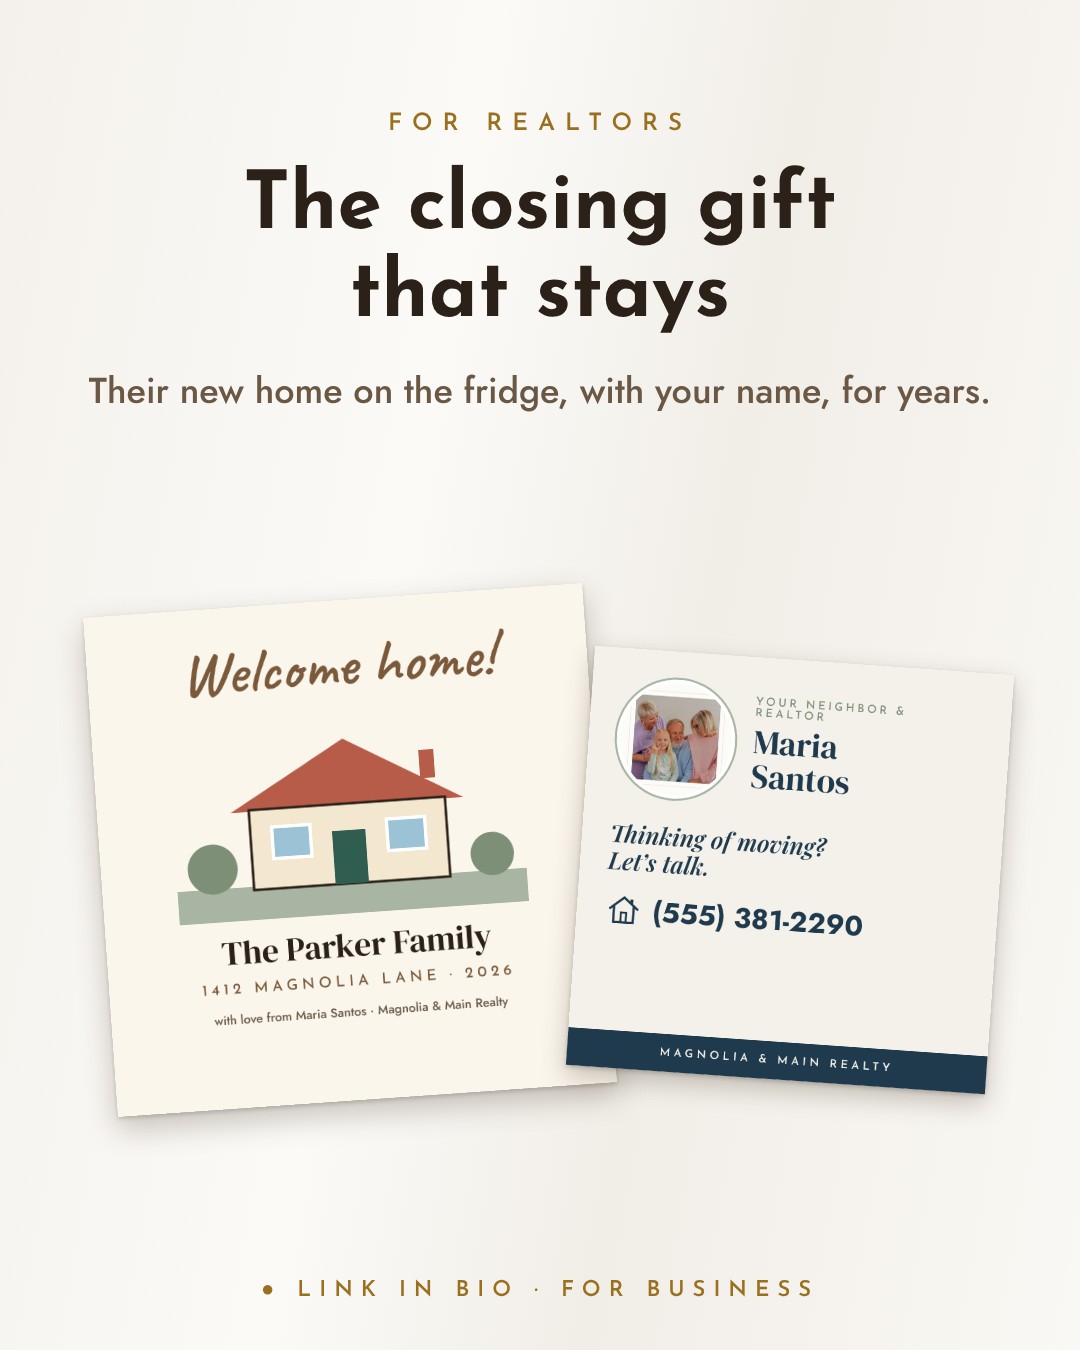 FOR REALTORS
The closing gift
that stays
Their new home on the fridge, with your name, for years.
Welcome home!
The Parker Family
1412 MAGNOLIA LANE · 2026
with love from Maria Santos · Magnolia & Main Realty
YOUR NEIGHBOR &
REALTOR
Maria
Santos
Thinking of moving?
Let's talk.
(555) 381-2290
MAGNOLIA & MAIN REALTY
• LINK IN BIO · FOR BUSINESS